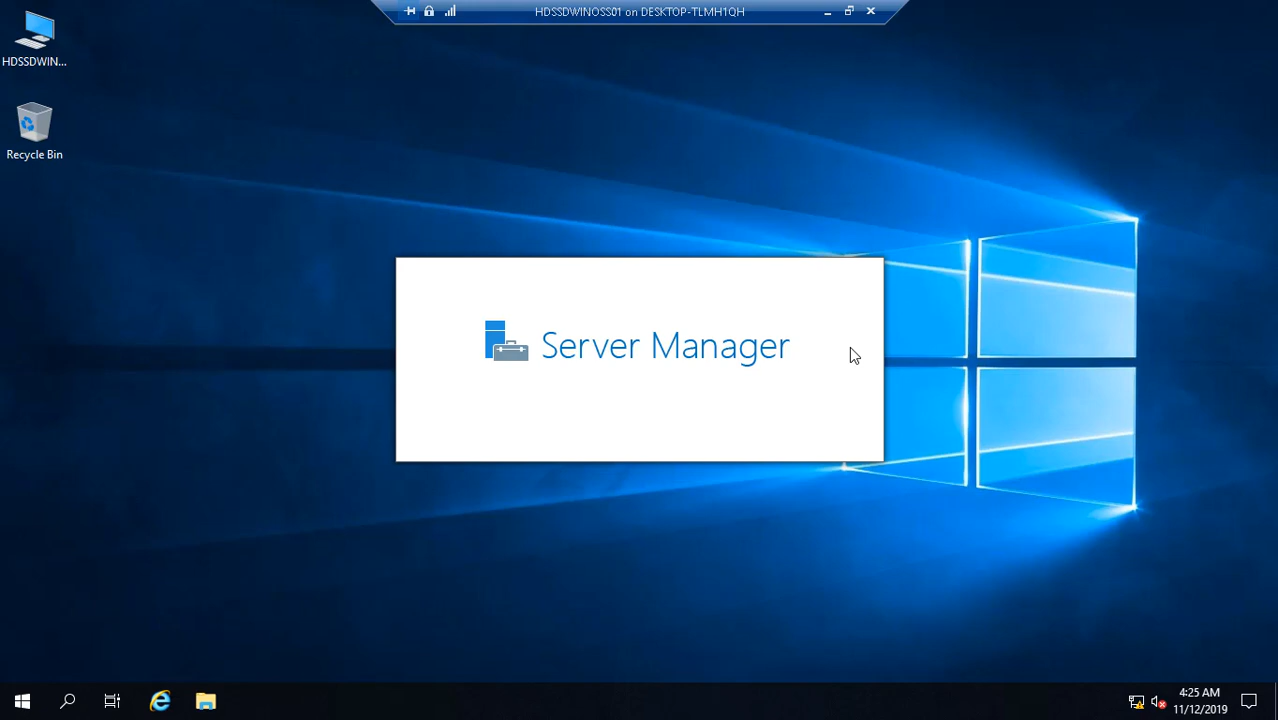 HDSSDWINOSS01 on DESKTOP-TLMH1QH
HDSSDWIN...
Recycle Bin
Server Manager
4:25 AM
11/12/2019